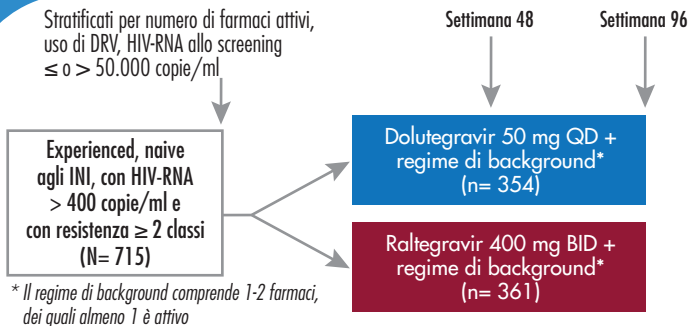 Stratificati per numero di farmaci attivi,
uso di DRV, HIV-RNA allo screening
≤ o > 50.000 copie/ml
Settimana 48
Settimana 96
Experienced, naive
agli INI, con HIV-RNA
> 400 copie/ml e
con resistenza ≥ 2 classi
(N= 715)
Dolutegravir 50 mg QD +
regime di background*
(n= 354)
Raltegravir 400 mg BID +
regime di background*
(n= 361)
* Il regime di background comprende 1-2 farmaci,
dei quali almeno 1 è attivo